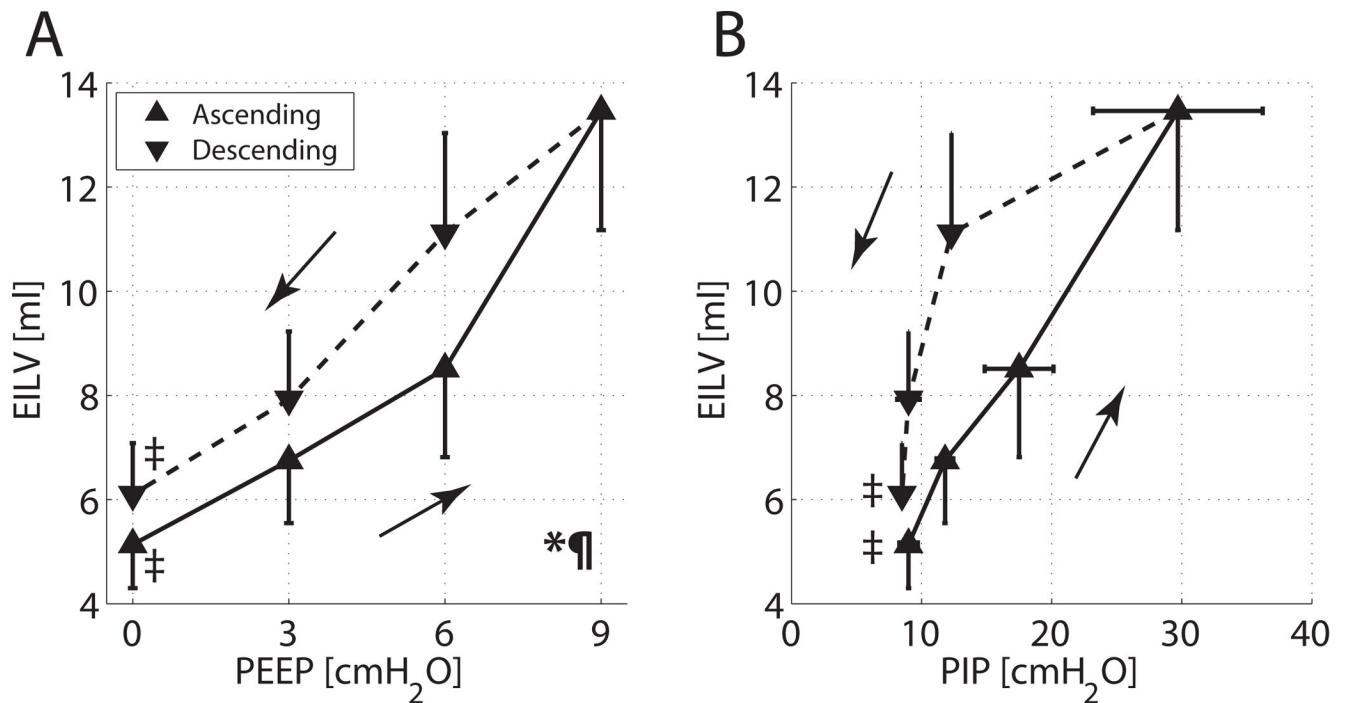 A
EILV [ml]
14
12
10
8
6
4
Ascending
Descending
‡
‡
*¶
0 3 6 9
PEEP [cmH2O]
B
EILV [ml]
14
12
10
8
6
4
‡
‡
0 10 20 30 40
PIP [cmH2O]